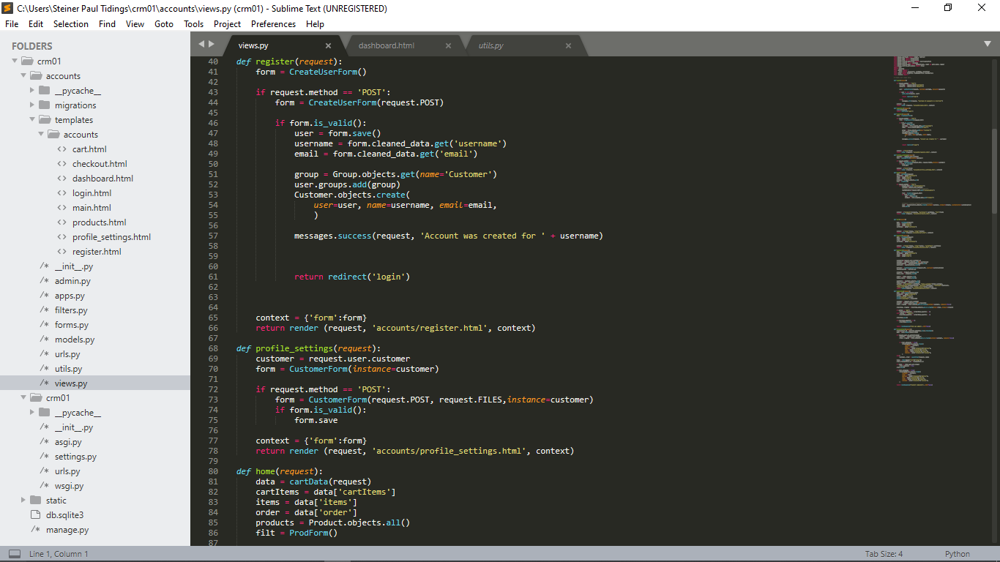 C:\Users\Steiner Paul Tidings\crm01\accounts\views.py (crm01) - Sublime Text (UNREGISTERED)
File Edit Selection Find View Goto Tools Project Preferences Help
FOLDERS
crm01
accounts
__pycache__
migrations
templates
accounts
cart.html
checkout.html
dashboard.html
login.html
main.html
products.html
profile_settings.html
register.html
__init__.py
admin.py
apps.py
filters.py
forms.py
models.py
urls.py
utils.py
views.py
crm01
__pycache__
__init__.py
asgi.py
settings.py
urls.py
wsgi.py
static
db.sqlite3
manage.py
views.py dashboard.html utils.py
40 def register(request):
41     form = CreateUserForm()
42
43     if request.method == 'POST':
44         form = CreateUserForm(request.POST)
45
46         if form.is_valid():
47             user = form.save()
48             username = form.cleaned_data.get('username')
49             email = form.cleaned_data.get('email')
50
51             group = Group.objects.get(name='Customer')
52             user.groups.add(group)
53             Customer.objects.create(
54                 user=user, name=username, email=email,
55                 )
56
57             messages.success(request, 'Account was created for ' + username)
58
59
60
61             return redirect('login')
62
63
64
65     context = {'form':form}
66     return render (request, 'accounts/register.html', context)
67
68 def profile_settings(request):
69     customer = request.user.customer
70     form = CustomerForm(instance=customer)
71
72     if request.method == 'POST':
73         form = CustomerForm(request.POST, request.FILES,instance=customer)
74         if form.is_valid():
75             form.save
76
77     context = {'form':form}
78     return render (request, 'accounts/profile_settings.html', context)
79
80 def home(request):
81     data = cartData(request)
82     cartItems = data['cartItems']
83     items = data['items']
84     order = data['order']
85     products = Product.objects.all()
86     filt = ProdForm()
87
Line 1, Column 1 Tab Size: 4 Python